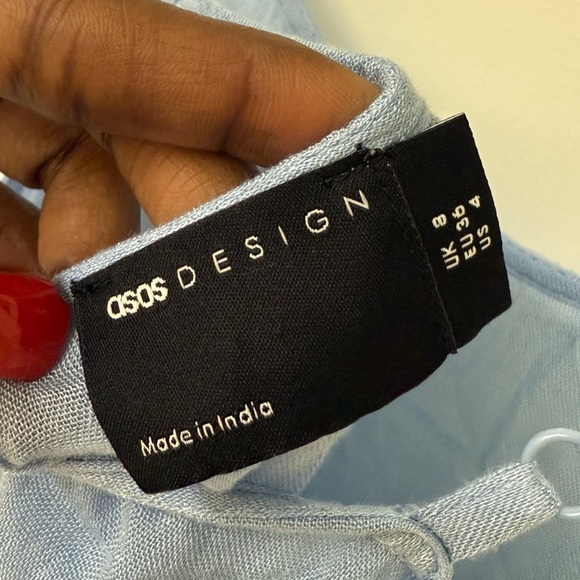 asos DESIGN
Made in India
UK 8
EU 36
US 4